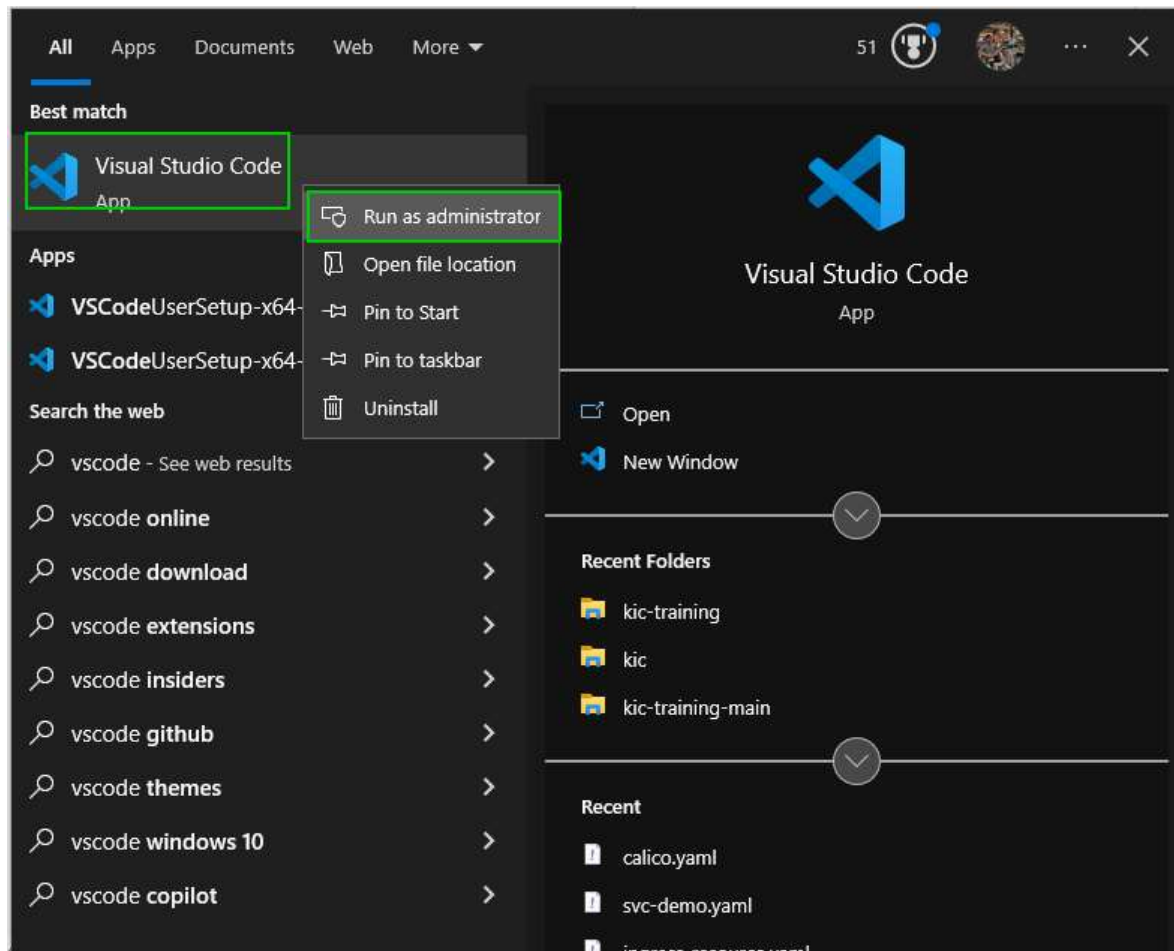 All Apps Documents Web More 51
Best match
Visual Studio Code
App
Run as administrator
Open file location
Pin to Start
Pin to taskbar
Uninstall
Apps
VSCodeUserSetup-x64-
VSCodeUserSetup-x64-
Search the web
vscode - See web results
vscode online
vscode download
vscode extensions
vscode insiders
vscode github
vscode themes
vscode windows 10
vscode copilot
Visual Studio Code
App
Open
New Window
Recent Folders
kic-training
kic
kic-training-main
Recent
calico.yaml
svc-demo.yaml
ingress-resource.yaml